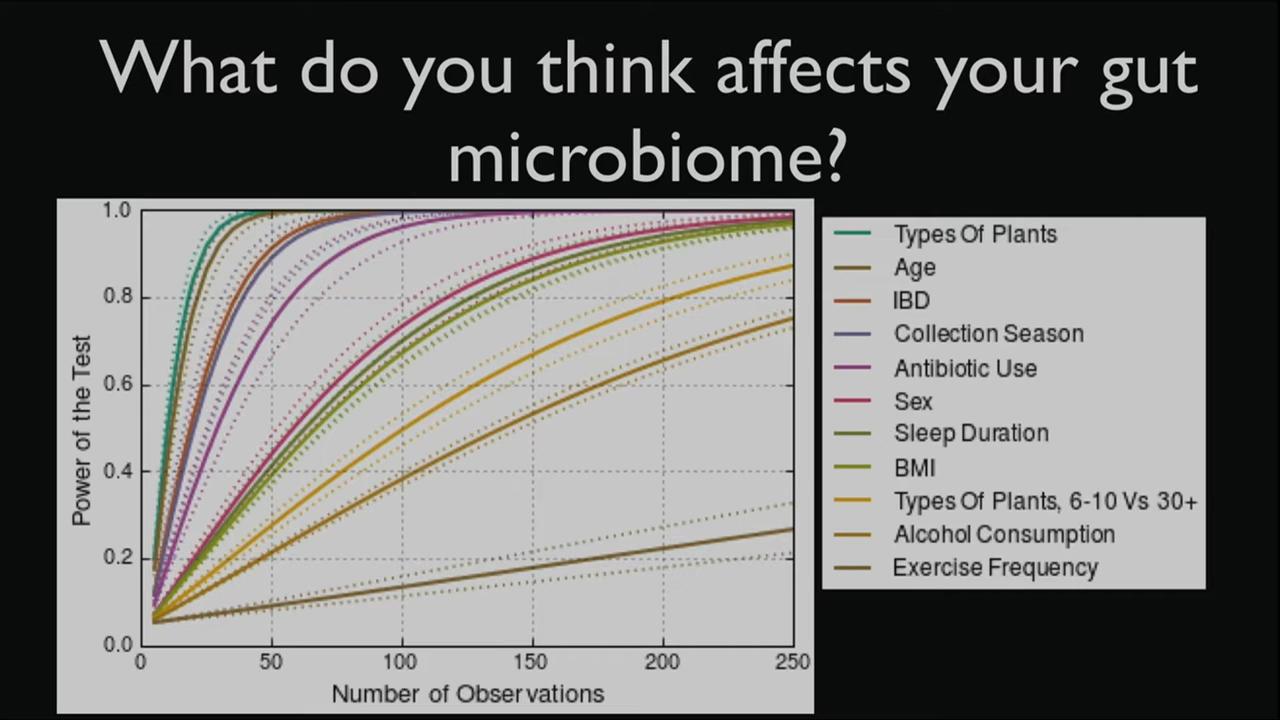 What do you think affects your gut
microbiome?
1.0
0.8
0.6
0.4
0.2
0.0
Power of the Test
0 50 100 150 200 250
Number of Observations
Types Of Plants
Age
IBD
Collection Season
Antibiotic Use
Sex
Sleep Duration
BMI
Types Of Plants, 6-10 Vs 30+
Alcohol Consumption
Exercise Frequency